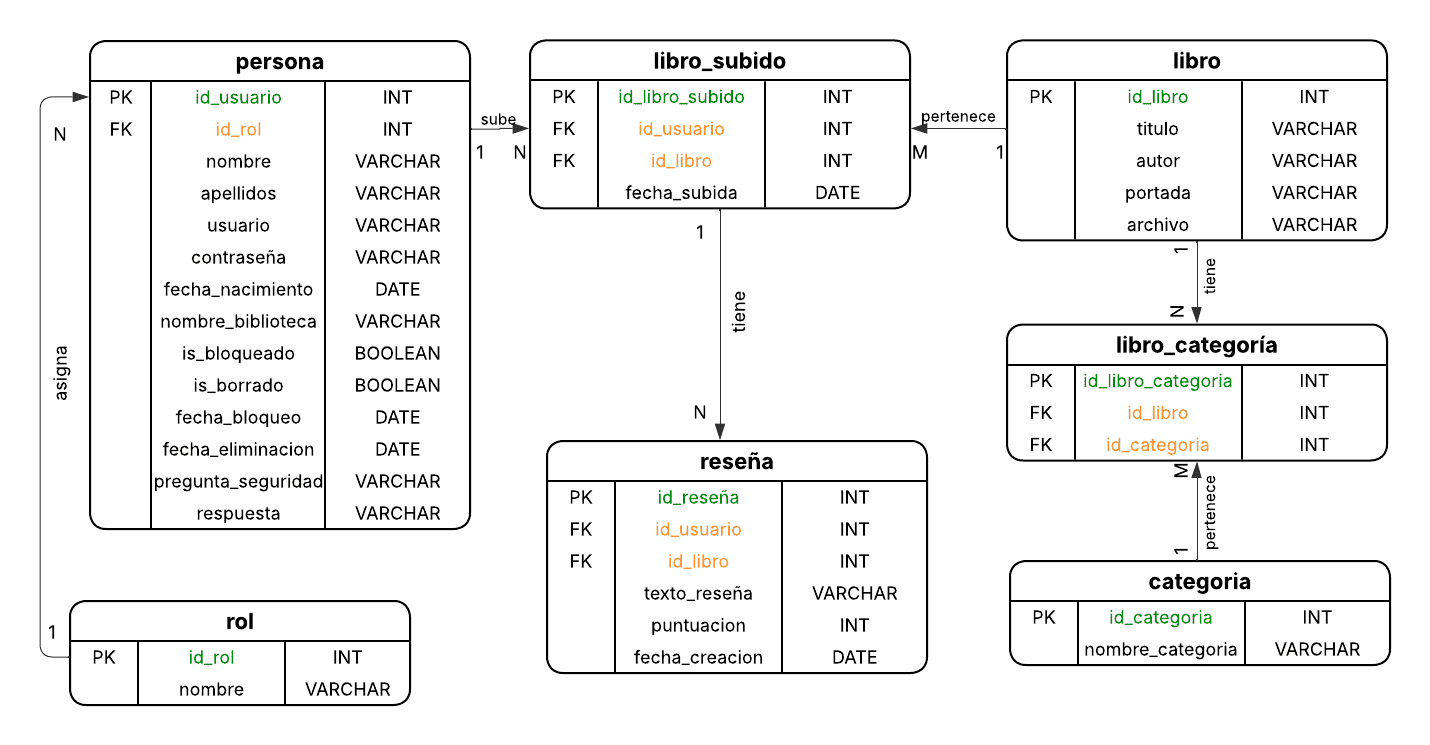 persona
PK id_usuario INT
FK id_rol INT
nombre VARCHAR
apellidos VARCHAR
usuario VARCHAR
contraseña VARCHAR
fecha_nacimiento DATE
nombre_biblioteca VARCHAR
is_bloqueado BOOLEAN
is_borrado BOOLEAN
fecha_bloqueo DATE
fecha_eliminacion DATE
pregunta_seguridad VARCHAR
respuesta VARCHAR
N
asigna
1
rol
PK id_rol INT
nombre VARCHAR
sube
1 N
libro_subido
PK id_libro_subido INT
FK id_usuario INT
FK id_libro INT
fecha_subida DATE
1
tiene
N
reseña
PK id_reseña INT
FK id_usuario INT
FK id_libro INT
texto_reseña VARCHAR
puntuacion INT
fecha_creacion DATE
pertenece
M 1
libro
PK id_libro INT
titulo VARCHAR
autor VARCHAR
portada VARCHAR
archivo VARCHAR
1
tiene
N
libro_categoría
PK id_libro_categoria INT
FK id_libro INT
FK id_categoria INT
M
pertenece
1
categoria
PK id_categoria INT
nombre_categoria VARCHAR